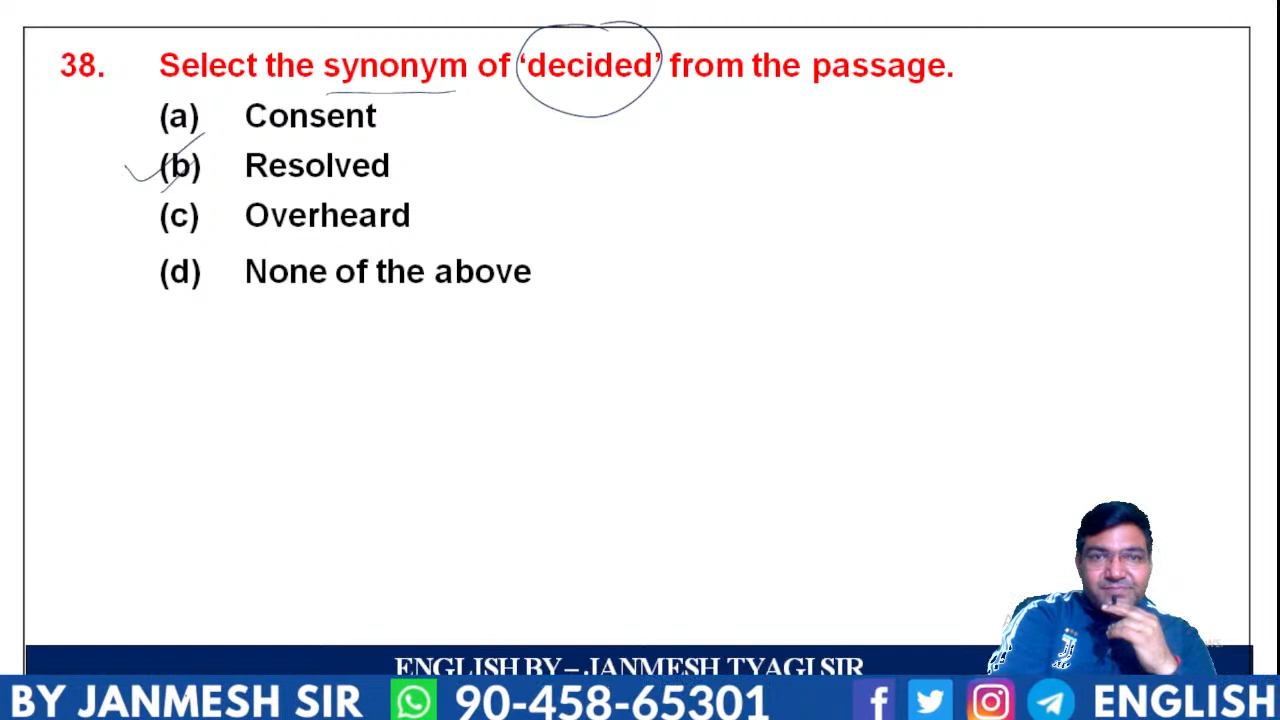 38. Select the synonym of ‘decided’ from the passage.
(a) Consent
(b) Resolved
(c) Overheard
(d) None of the above
ENGLISH BY – JANMESH TYAGI SIR
BY JANMESH SIR 90-458-65301 ENGLISH